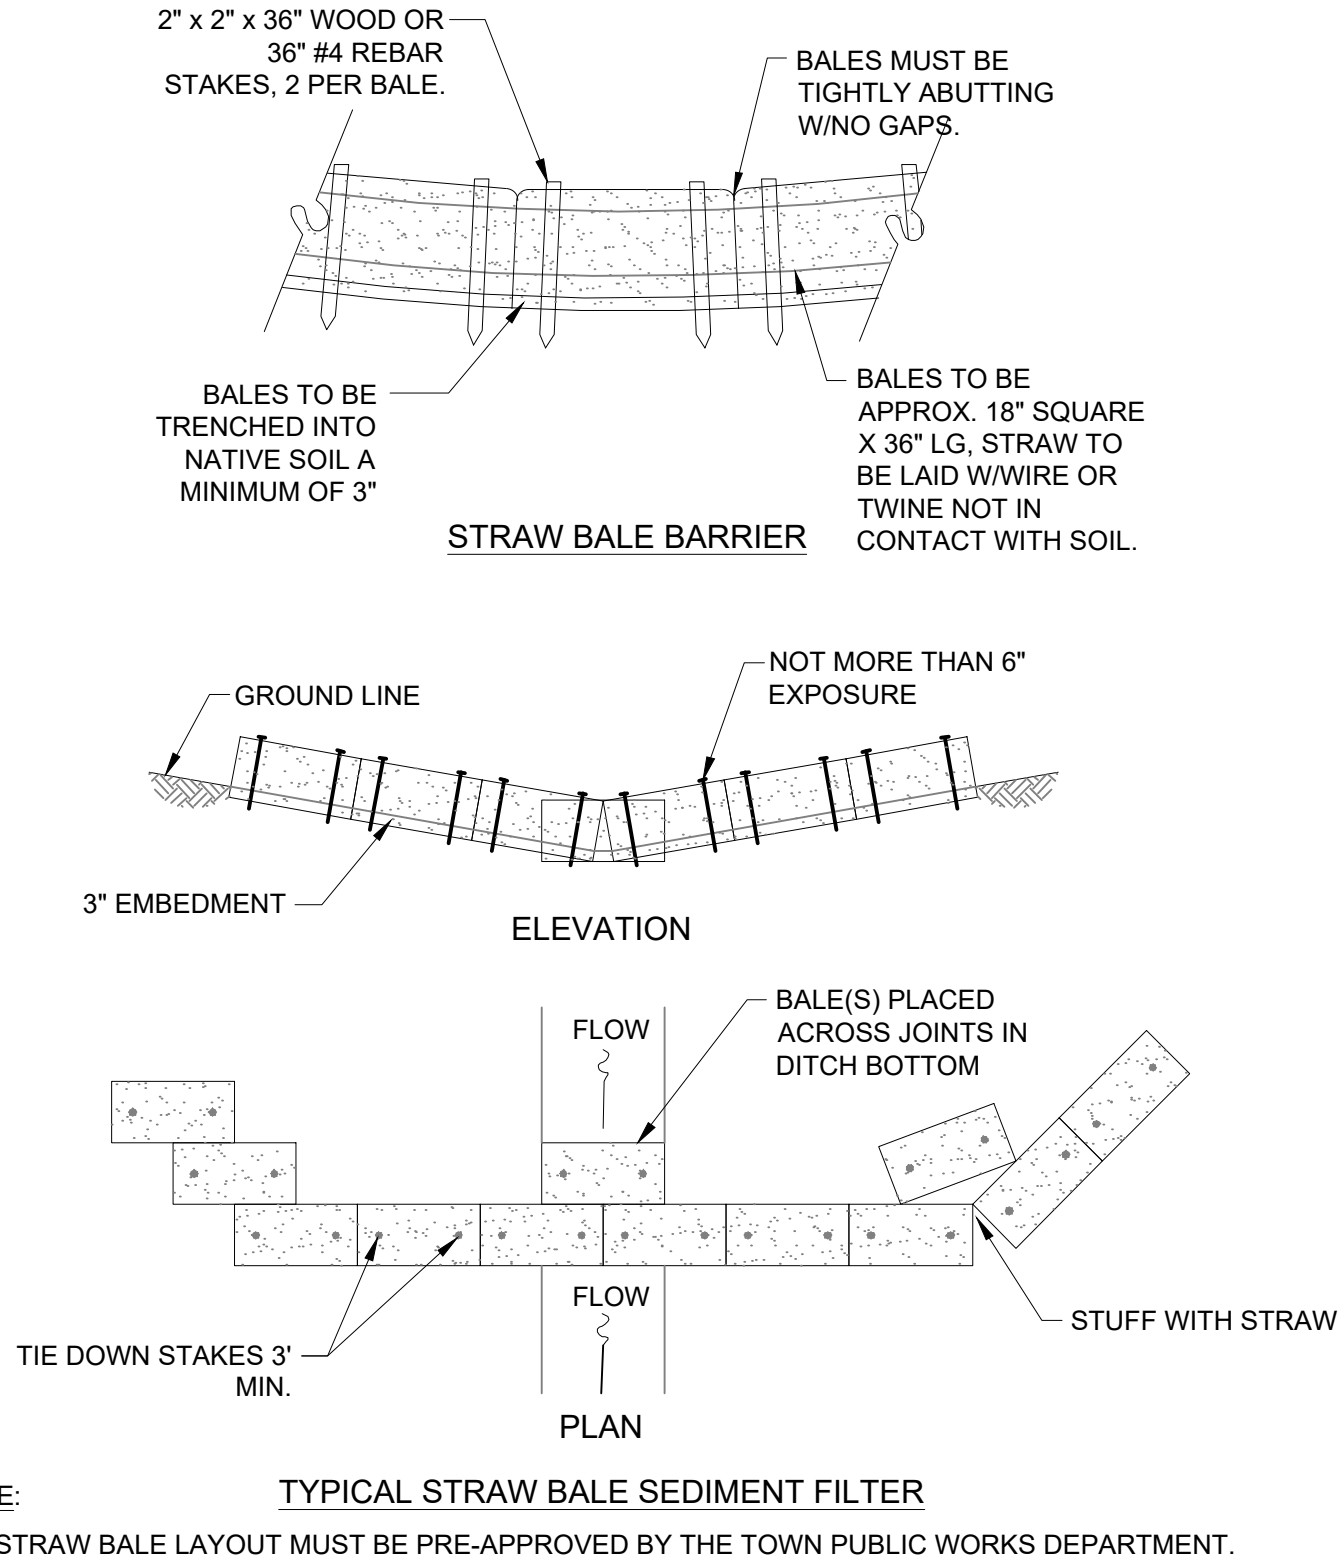 2" x 2" x 36" WOOD OR
36" #4 REBAR
STAKES, 2 PER BALE.
BALES MUST BE
TIGHTLY ABUTTING
W/NO GAPS.
BALES TO BE
TRENCHED INTO
NATIVE SOIL A
MINIMUM OF 3"
BALES TO BE
APPROX. 18" SQUARE
X 36" LG, STRAW TO
BE LAID W/WIRE OR
TWINE NOT IN
CONTACT WITH SOIL.
STRAW BALE BARRIER
GROUND LINE
NOT MORE THAN 6"
EXPOSURE
3" EMBEDMENT
ELEVATION
FLOW
BALE(S) PLACED
ACROSS JOINTS IN
DITCH BOTTOM
FLOW
STUFF WITH STRAW
TIE DOWN STAKES 3'
MIN.
PLAN
TYPICAL STRAW BALE SEDIMENT FILTER
E:
STRAW BALE LAYOUT MUST BE PRE-APPROVED BY THE TOWN PUBLIC WORKS DEPARTMENT.